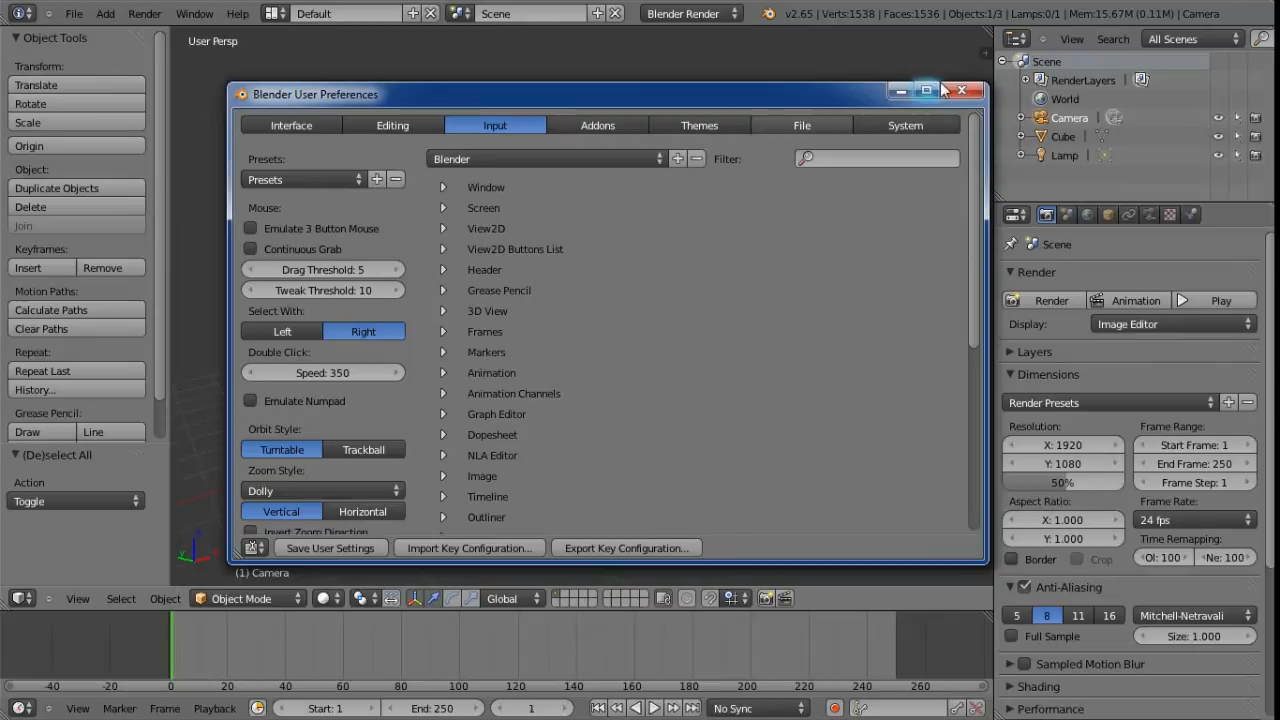 File Add Render Window Help Default Scene Blender Render v2.65 | Verts:1538 | Faces:1536 | Objects:1/3 | Lamps:0/1 | Mem:15.67M (0.11M) | Camera
Object Tools
Transform:
Translate
Rotate
Scale
Origin
Object:
Duplicate Objects
Delete
Join
Keyframes:
Insert Remove
Motion Paths:
Calculate Paths
Clear Paths
Repeat:
Repeat Last
History...
Grease Pencil:
Draw Line
(De)select All
Action
Toggle
User Persp
Blender User Preferences
Interface Editing Input Addons Themes File System
Presets:
Presets
Mouse:
Emulate 3 Button Mouse
Continuous Grab
Drag Threshold: 5
Tweak Threshold: 10
Select With:
Left Right
Double Click:
Speed: 350
Emulate Numpad
Orbit Style:
Turntable Trackball
Zoom Style:
Dolly
Vertical Horizontal
Invert Zoom Direction
Blender Filter:
Window
Screen
View2D
View2D Buttons List
Header
Grease Pencil
3D View
Frames
Markers
Animation
Animation Channels
Graph Editor
Dopesheet
NLA Editor
Image
Timeline
Outliner
Save User Settings Import Key Configuration... Export Key Configuration...
(1) Camera
View Select Object Object Mode Global
-40 -20 0 20 40 60 80 100 120 140 160 180 200 220 240 260
View Marker Frame Playback Start: 1 End: 250 1 No Sync
View Search All Scenes
Scene
RenderLayers
World
Camera
Cube
Lamp
Scene
Render
Render Animation Play
Display: Image Editor
Layers
Dimensions
Render Presets
Resolution: Frame Range:
X: 1920 Start Frame: 1
Y: 1080 End Frame: 250
50% Frame Step: 1
Aspect Ratio: Frame Rate:
X: 1.000 24 fps
Y: 1.000 Time Remapping:
Border Crop Ol: 100 Ne: 100
Anti-Aliasing
5 8 11 16 Mitchell-Netravali
Full Sample Size: 1.000
Sampled Motion Blur
Shading
Performance